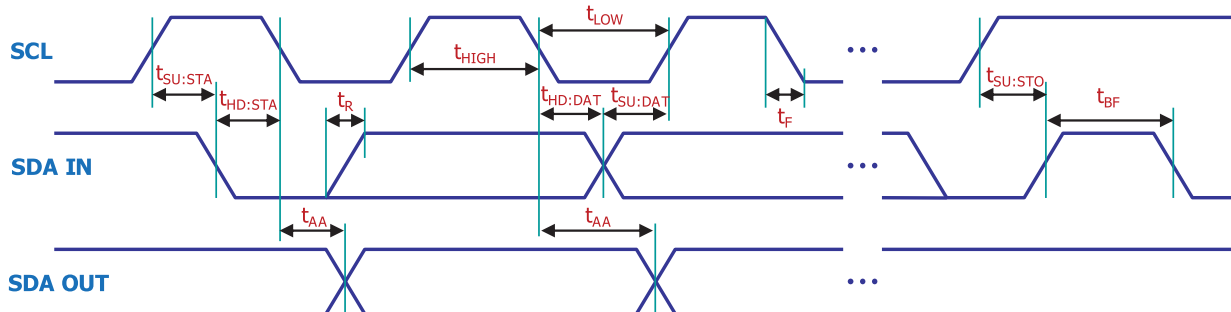 SCL
tSU:STA
tHD:STA
tR
tHIGH
tLOW
tHD:DAT
tSU:DAT
tF
tSU:STO
tBF
SDA IN
tAA
tAA
SDA OUT